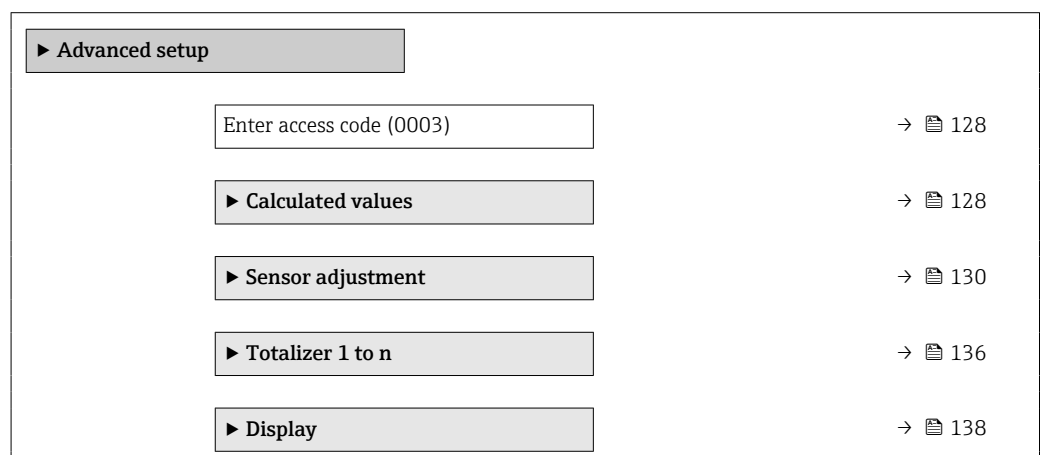 ▶ Advanced setup
Enter access code (0003) → 128
▶ Calculated values → 128
▶ Sensor adjustment → 130
▶ Totalizer 1 to n → 136
▶ Display → 138